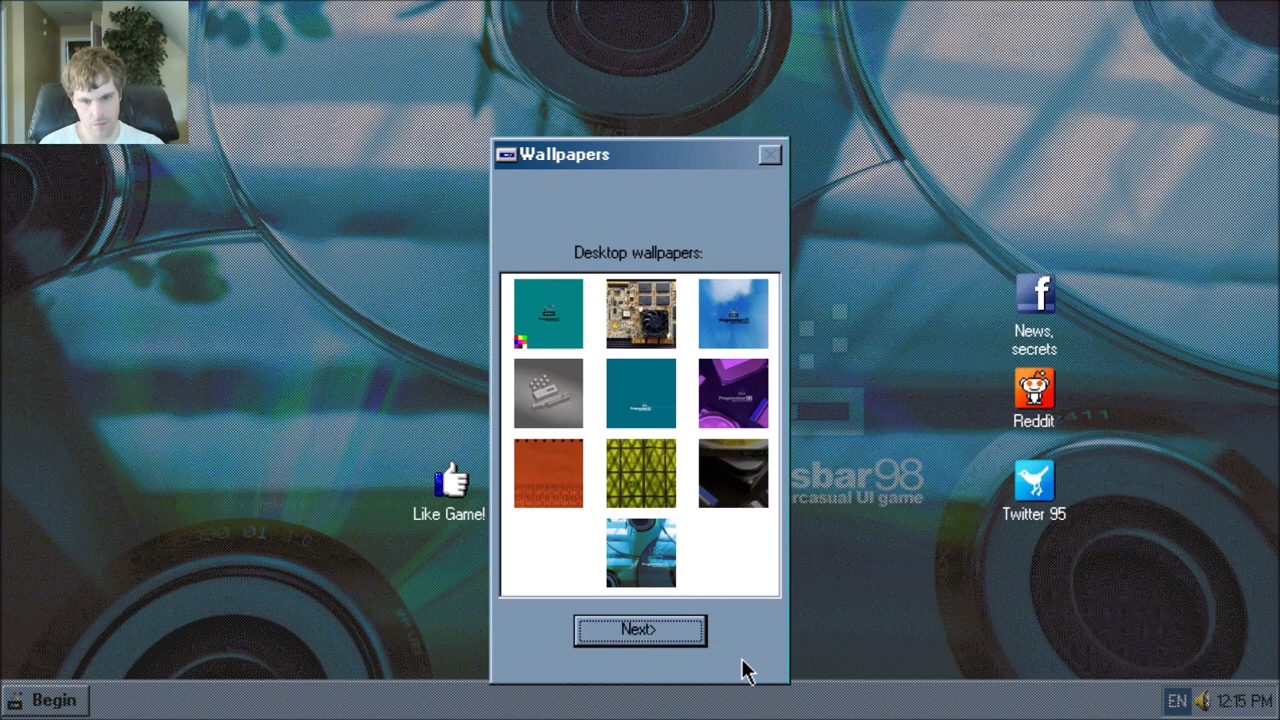 Wallpapers
Desktop wallpapers:
News,
secrets
Reddit
Like Game!
sbar98
rcasual UI game
Twitter 95
Next>
Begin
EN
12:15 PM